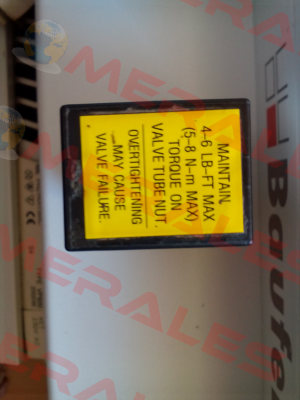 MAINTAIN
4-6 LB-FT MAX
(5-8 N-m MAX)
TORQUE ON
VALVE TUBE NUT.
OVERTIGHTENING
—MAY CAUSE
VALVE FAILURE.
Baufe
MERALES